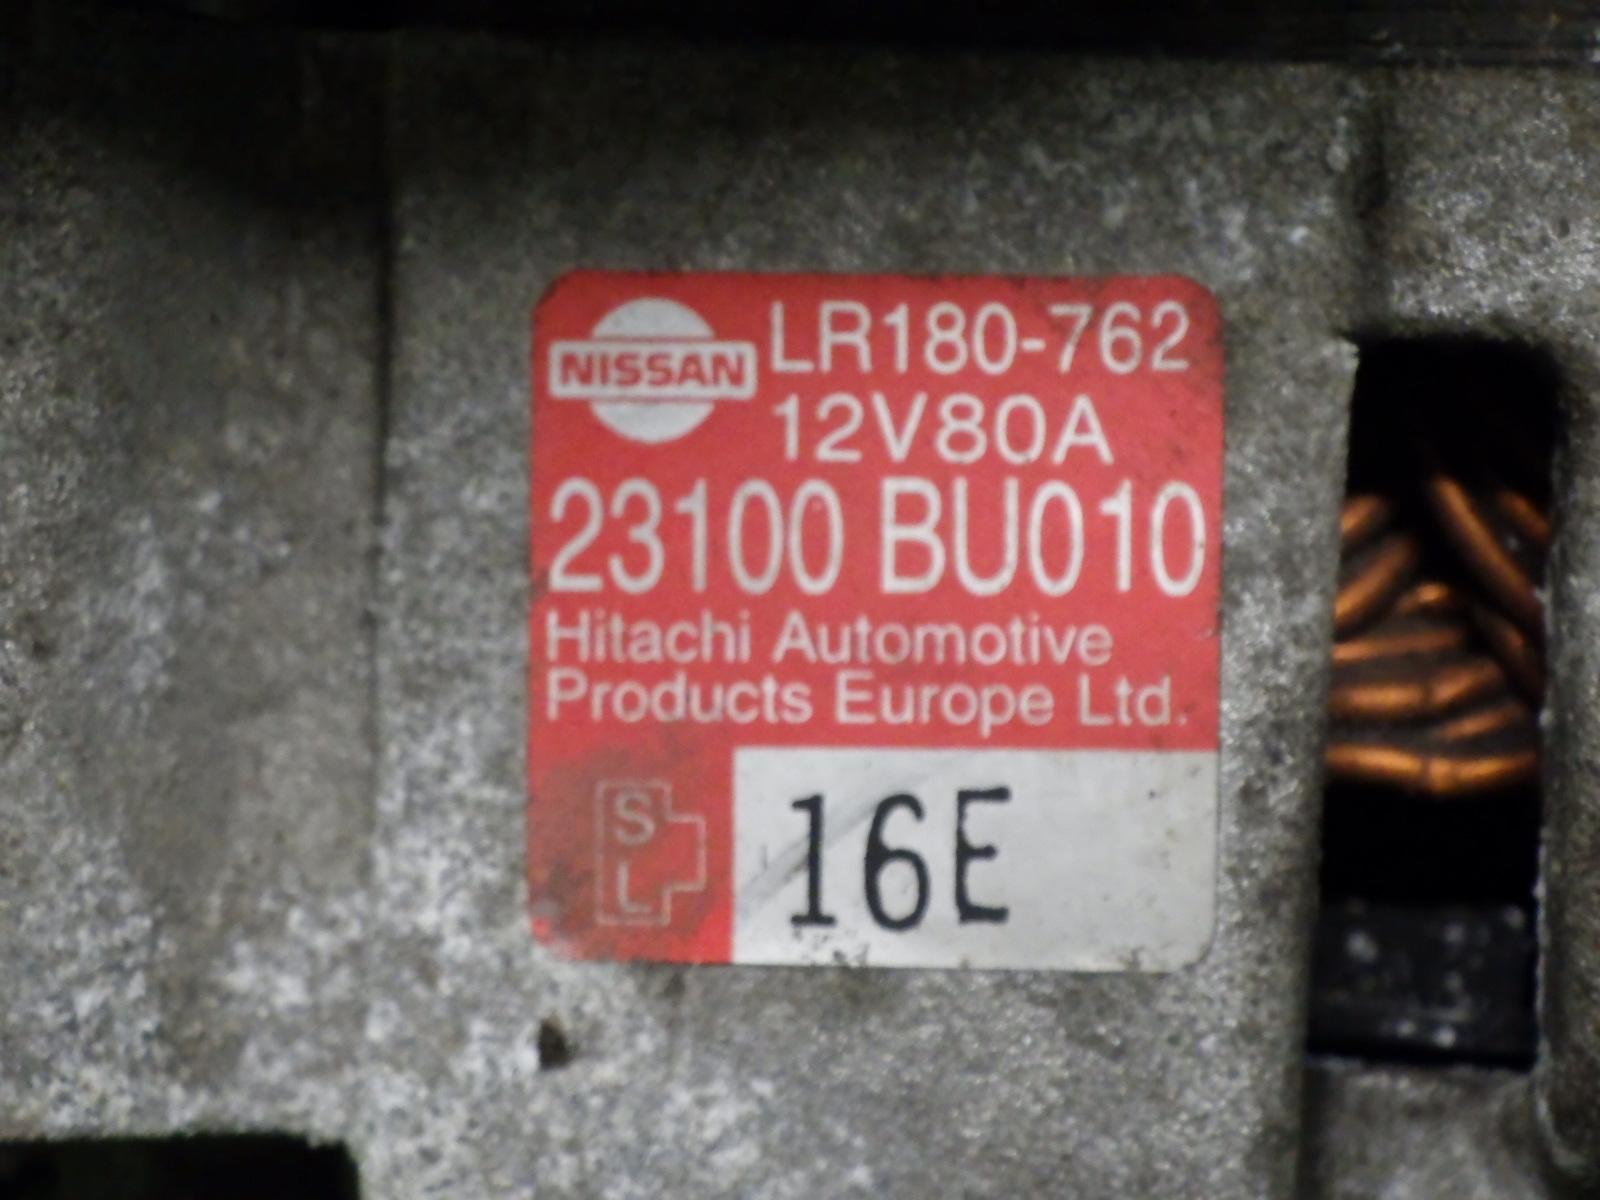 NISSAN
LR180-762
12V80A
23100 BU010
Hitachi Automotive
Products Europe Ltd.
S
L
16E